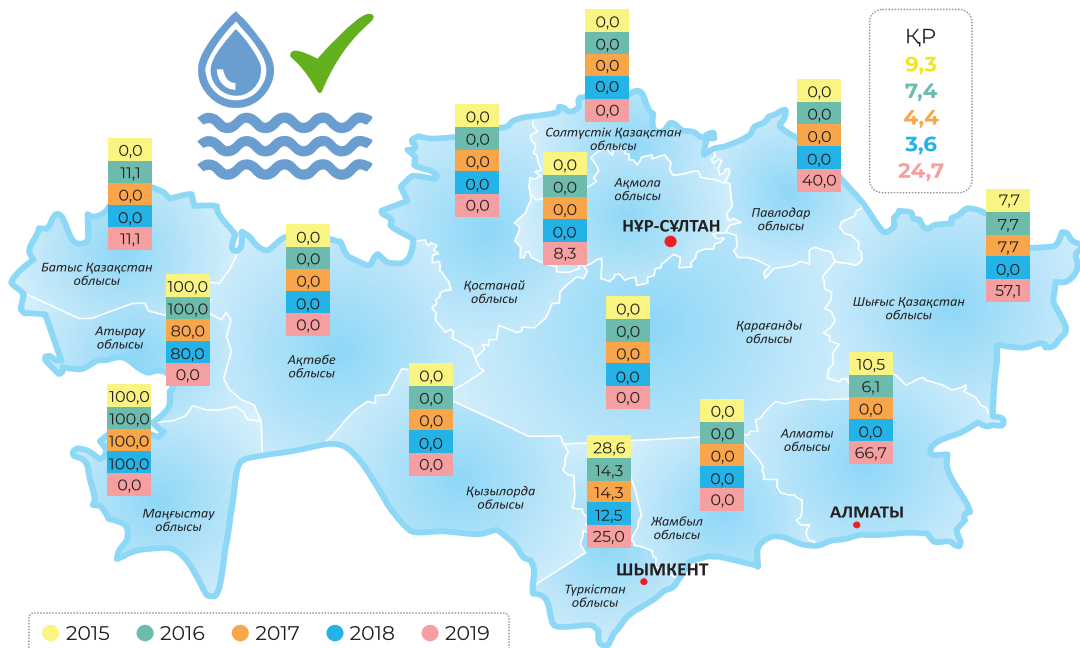 0,0
0,0
0,0
0,0
0,0
Солтүстік Қазақстан
облысы
ҚР
9,3
7,4
4,4
3,6
24,7
0,0
0,0
0,0
0,0
40,0
Павлодар
облысы
0,0
0,0
0,0
0,0
0,0
Қостанай
облысы
0,0
11,1
0,0
0,0
11,1
Батыс Қазақстан
облысы
0,0
0,0
0,0
0,0
8,3
Ақмола
облысы
НҰР-СҰЛТАН
7,7
7,7
7,7
0,0
57,1
Шығыс Қазақстан
облысы
0,0
0,0
0,0
0,0
0,0
Ақтөбе
облысы
100,0
100,0
80,0
80,0
0,0
Атырау
облысы
0,0
0,0
0,0
0,0
0,0
Қарағанды
облысы
10,5
6,1
0,0
0,0
66,7
Алматы
облысы
АЛМАТЫ
100,0
100,0
100,0
100,0
0,0
Маңғыстау
облысы
0,0
0,0
0,0
0,0
0,0
Қызылорда
облысы
28,6
14,3
14,3
12,5
25,0
0,0
0,0
0,0
0,0
0,0
Жамбыл
облысы
ШЫМКЕНТ
Түркістан
облысы
2015 2016 2017 2018 2019